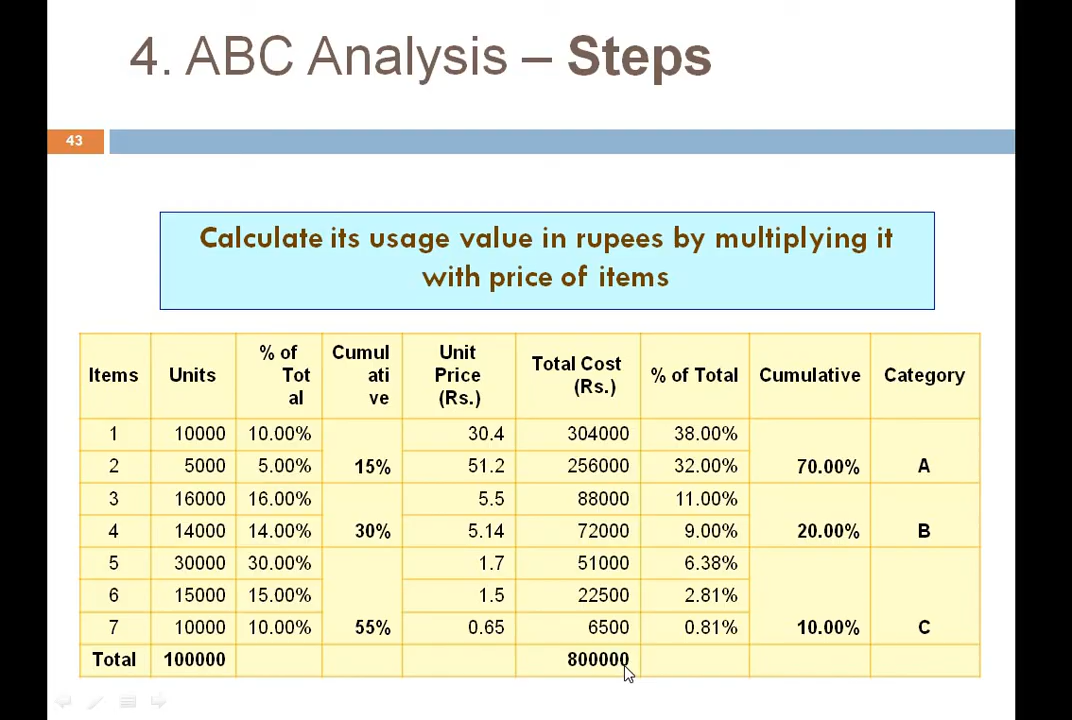 4. ABC Analysis – Steps
43
Calculate its usage value in rupees by multiplying it
with price of items
Items Units % of Tot al Cumul ati ve Unit Price (Rs.) Total Cost (Rs.) % of Total Cumulative Category
1 10000 10.00% 30.4 304000 38.00%
2 5000 5.00% 15% 51.2 256000 32.00% 70.00% A
3 16000 16.00% 5.5 88000 11.00%
4 14000 14.00% 30% 5.14 72000 9.00% 20.00% B
5 30000 30.00% 1.7 51000 6.38%
6 15000 15.00% 1.5 22500 2.81%
7 10000 10.00% 55% 0.65 6500 0.81% 10.00% C
Total 100000 800000